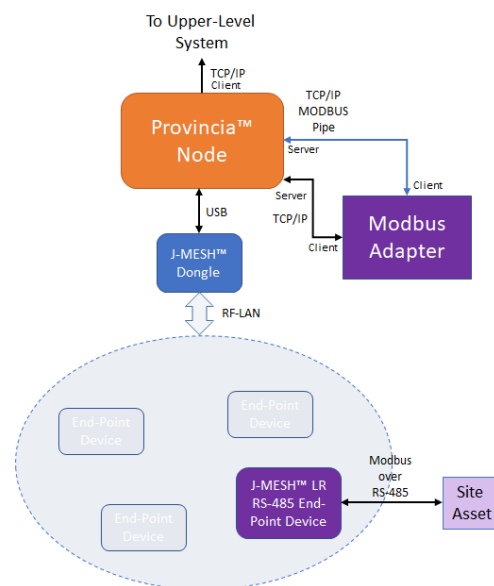 To Upper-Level
System
TCP/IP
Client
TCP/IP
MODBUS
Pipe
Provincia™
Node
Server
Client
Server
USB
TCP/IP
Client
Modbus
Adapter
J-MESH™
Dongle
RF-LAN
End-Point
Device
End-Point
Device
J-MESH™ LR
RS-485 End-
Point Device
Modbus
over
RS-485
Site
Asset
End-Point
Device